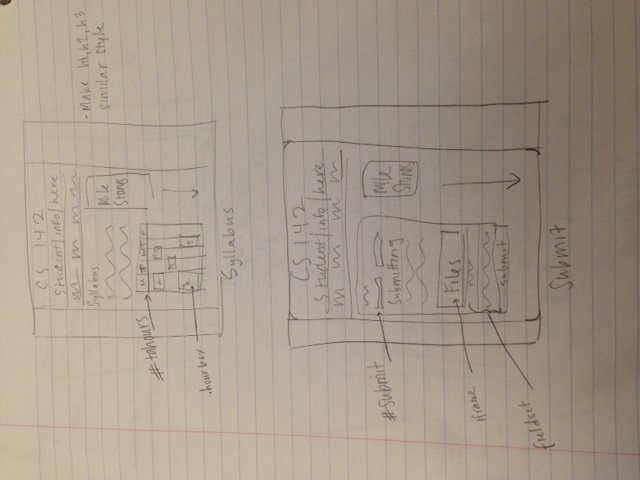 CS 142
Student/info/here
Syllabus
Mile
Stones
- Make h1, h2, h3
similar style
#tahours
M T W T F
.hourbox
Syllabus
CS 142
Student/info/here
#submit
Submitting
Mile
Stones
Files
iframe
fieldset
submit
Submit